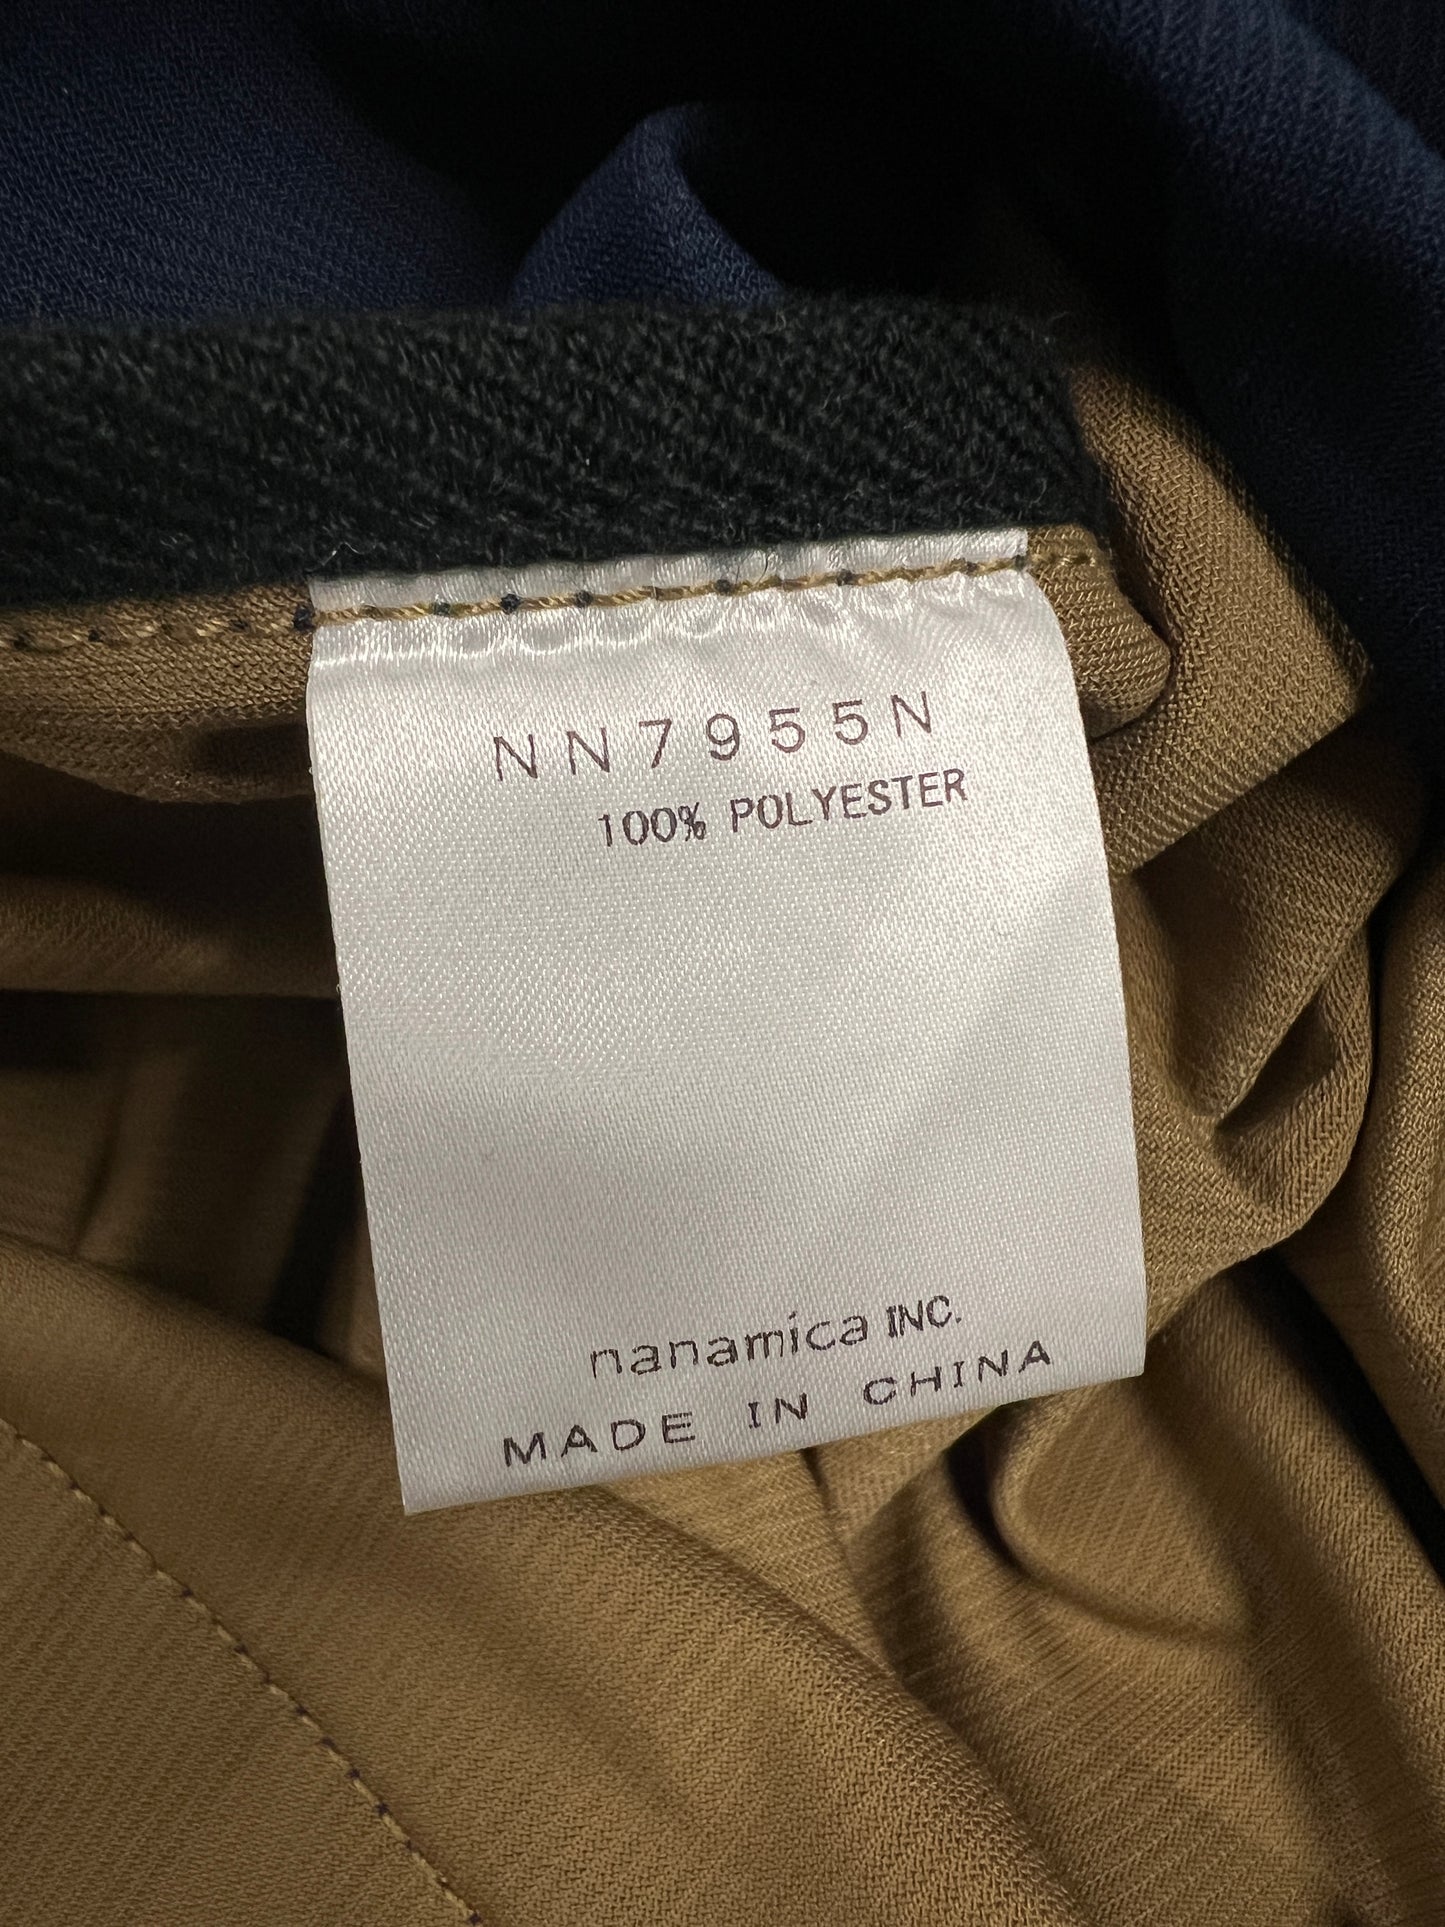 NN7955N
100% POLYESTER
nanamica INC.
MADE IN CHINA